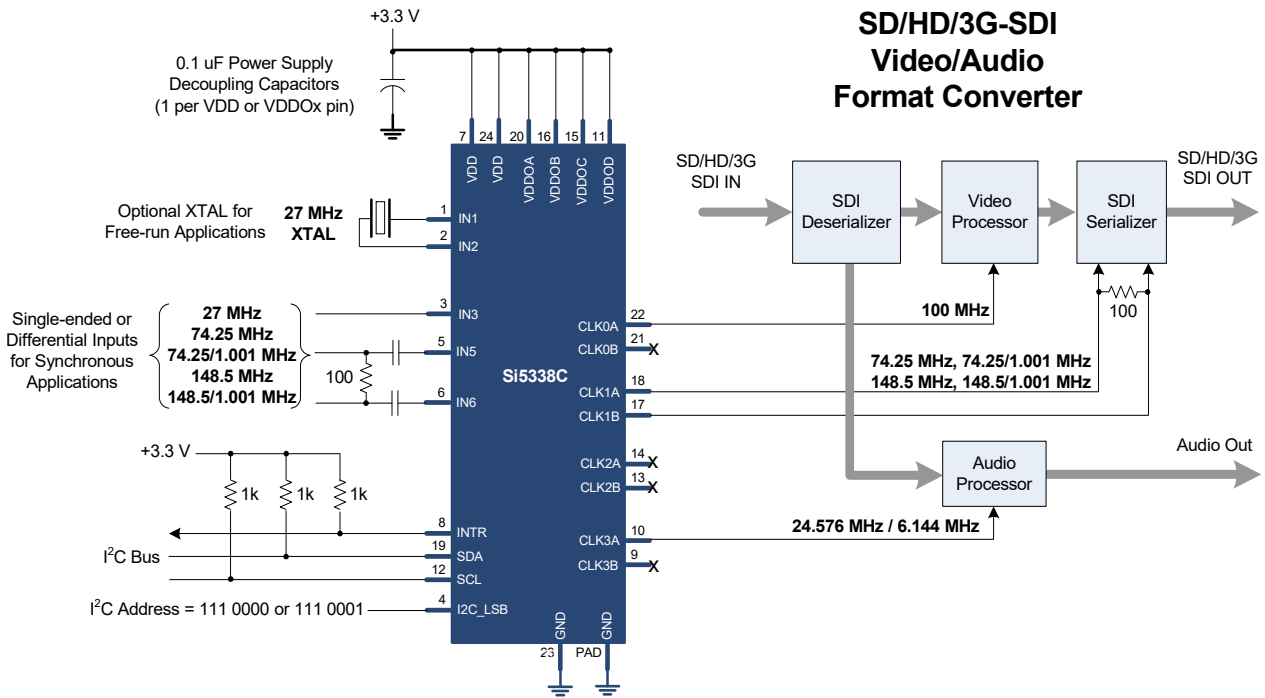 +3.3 V
SD/HD/3G-SDI
Video/Audio
Format Converter
0.1 uF Power Supply
Decoupling Capacitors
(1 per VDD or VDDOx pin)
7 24 20 16 15 11
VDD VDD VDDOA VDDOB VDDOC VDDOD
Optional XTAL for
Free-run Applications
27 MHz
XTAL
1 IN1
2 IN2
Single-ended or
Differential Inputs
for Synchronous
Applications
27 MHz
74.25 MHz
74.25/1.001 MHz
148.5 MHz
148.5/1.001 MHz
100
3 IN3
5 IN5
6 IN6
Si5338C
+3.3 V
1k 1k 1k
I²C Bus
8 INTR
19 SDA
12 SCL
I²C Address = 111 0000 or 111 0001
4 I2C_LSB
GND GND
23 PAD
CLK0A 22
CLK0B 21 X
CLK1A 18
CLK1B 17
CLK2A 14 X
CLK2B 13 X
CLK3A 10
CLK3B 9 X
SD/HD/3G
SDI IN
SDI
Deserializer
Video
Processor
SDI
Serializer
SD/HD/3G
SDI OUT
100 MHz
100
74.25 MHz, 74.25/1.001 MHz
148.5 MHz, 148.5/1.001 MHz
Audio
Processor
Audio Out
24.576 MHz / 6.144 MHz